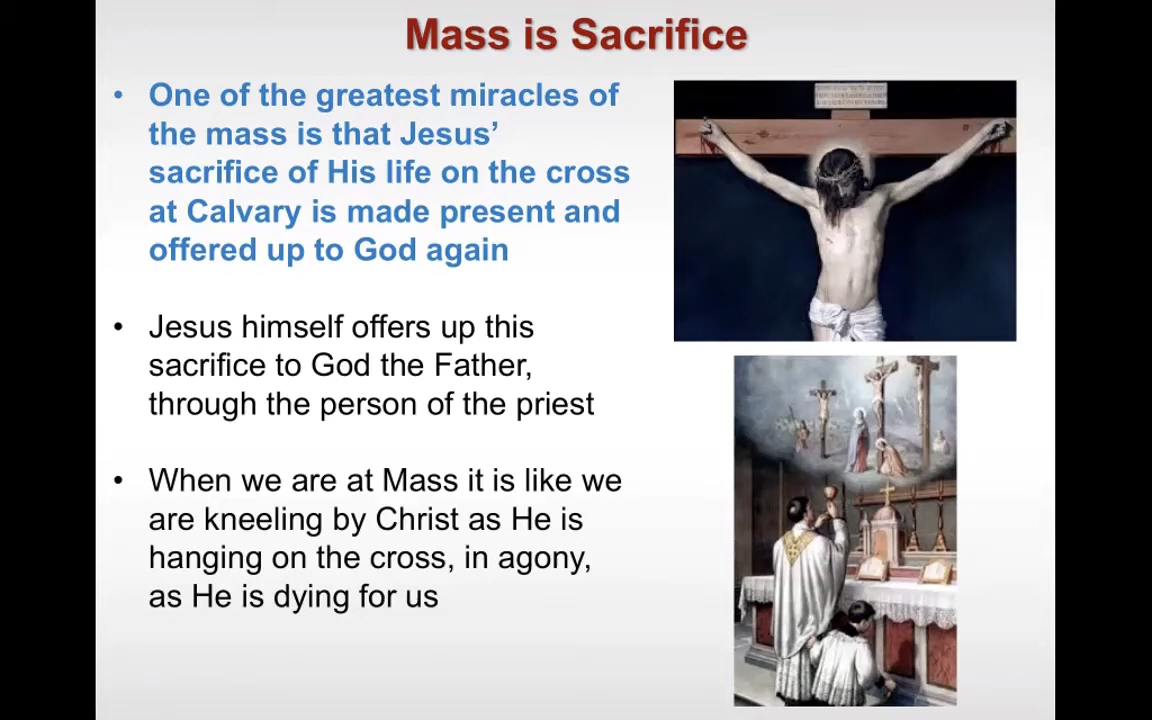 Mass is Sacrifice
• One of the greatest miracles of
the mass is that Jesus’
sacrifice of His life on the cross
at Calvary is made present and
offered up to God again
• Jesus himself offers up this
sacrifice to God the Father,
through the person of the priest
• When we are at Mass it is like we
are kneeling by Christ as He is
hanging on the cross, in agony,
as He is dying for us